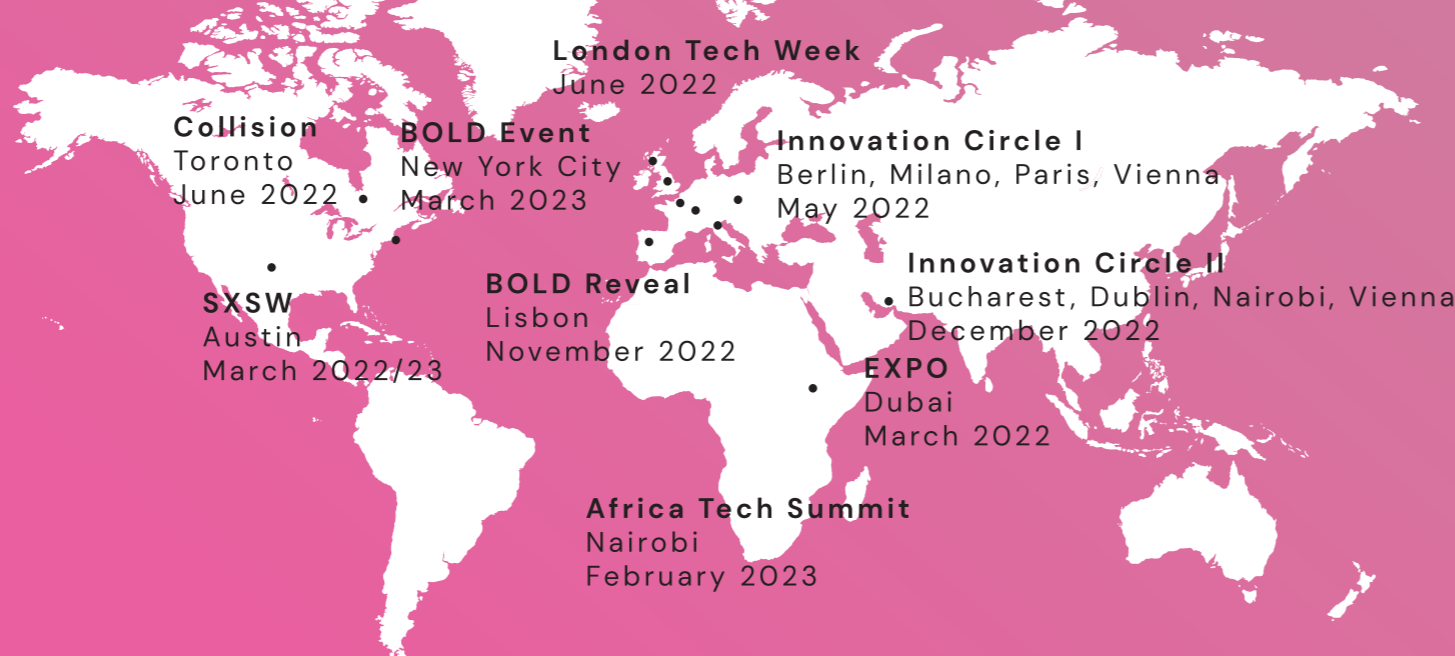 London Tech Week
June 2022
Collision
Toronto
June 2022
BOLD Event
New York City
March 2023
Innovation Circle I
Berlin, Milano, Paris, Vienna
May 2022
Innovation Circle II
Bucharest, Dublin, Nairobi, Vienna
December 2022
SXSW
Austin
March 2022/23
BOLD Reveal
Lisbon
November 2022
EXPO
Dubai
March 2022
Africa Tech Summit
Nairobi
February 2023